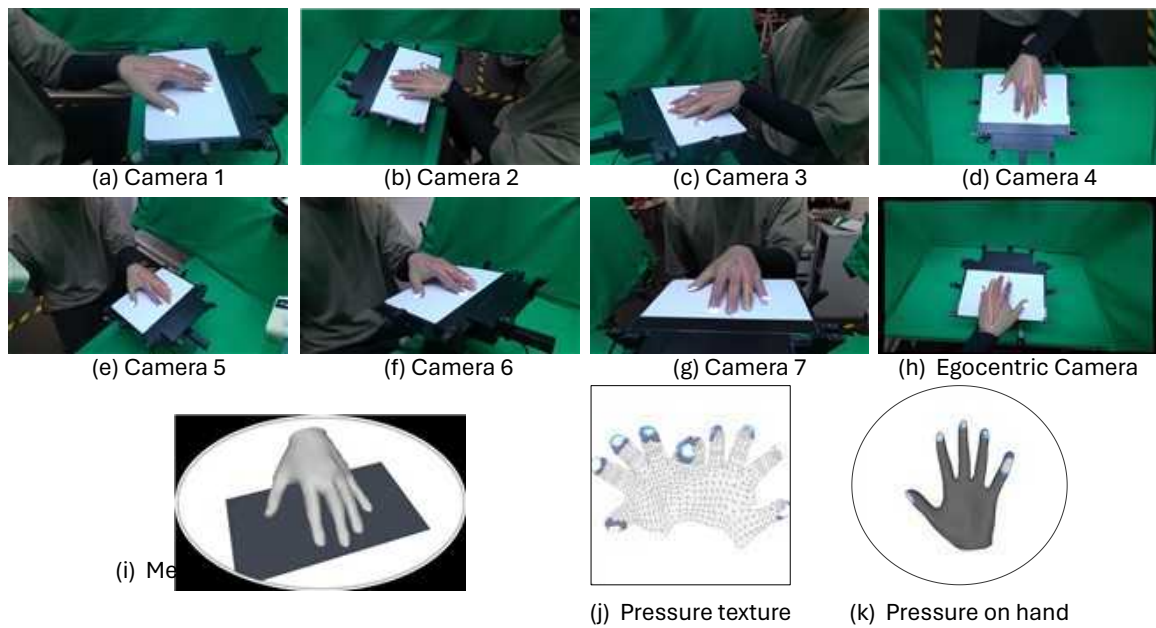 (a) Camera 1
(b) Camera 2
(c) Camera 3
(d) Camera 4
(e) Camera 5
(f) Camera 6
(g) Camera 7
(h) Egocentric Camera
(i)
(j) Pressure texture
(k) Pressure on hand